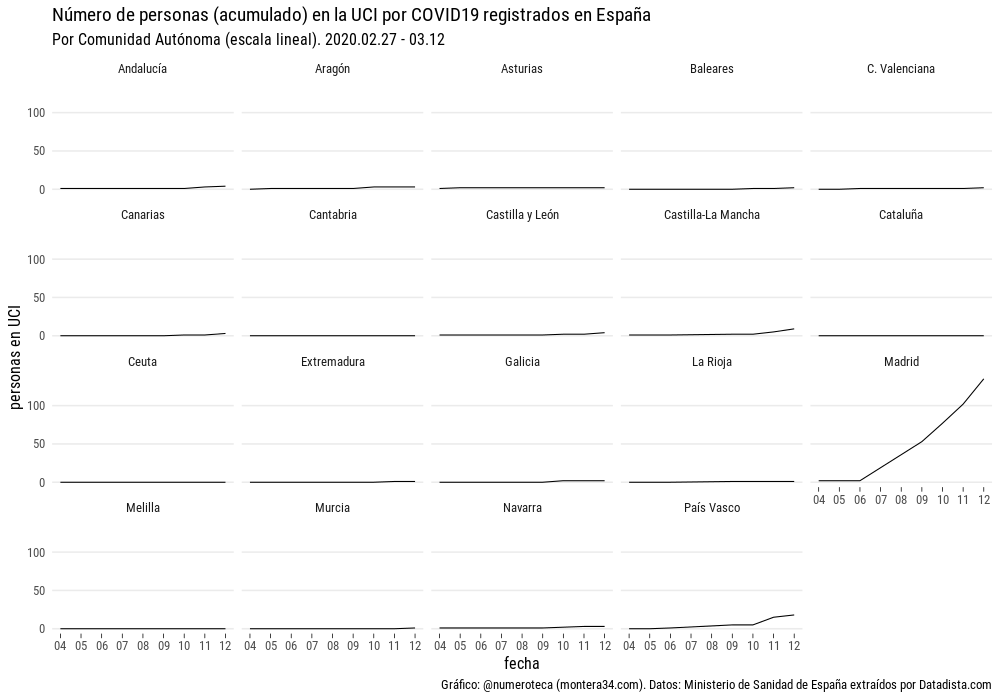 Número de personas (acumulado) en la UCI por COVID19 registrados en España
Por Comunidad Autónoma (escala lineal). 2020.02.27 - 03.12
Andalucía Aragón Asturias Baleares C. Valenciana
100
50
0
Canarias Cantabria Castilla y León Castilla-La Mancha Cataluña
100
50
0
personas en UCI
Ceuta Extremadura Galicia La Rioja Madrid
100
50
0
04 05 06 07 08 09 10 11 12
Melilla Murcia Navarra País Vasco
100
50
0
04 05 06 07 08 09 10 11 12 04 05 06 07 08 09 10 11 12 04 05 06 07 08 09 10 11 12 04 05 06 07 08 09 10 11 12
fecha
Gráfico: @numeroteca (montera34.com). Datos: Ministerio de Sanidad de España extraídos por Datadista.com